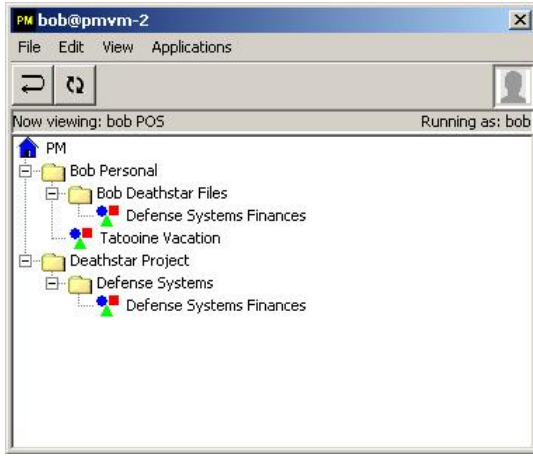 PM bob@pmvm-2
File Edit View Applications
Now viewing: bob POS Running as: bob
PM
Bob Personal
Bob Deathstar Files
Defense Systems Finances
Tatooine Vacation
Deathstar Project
Defense Systems
Defense Systems Finances